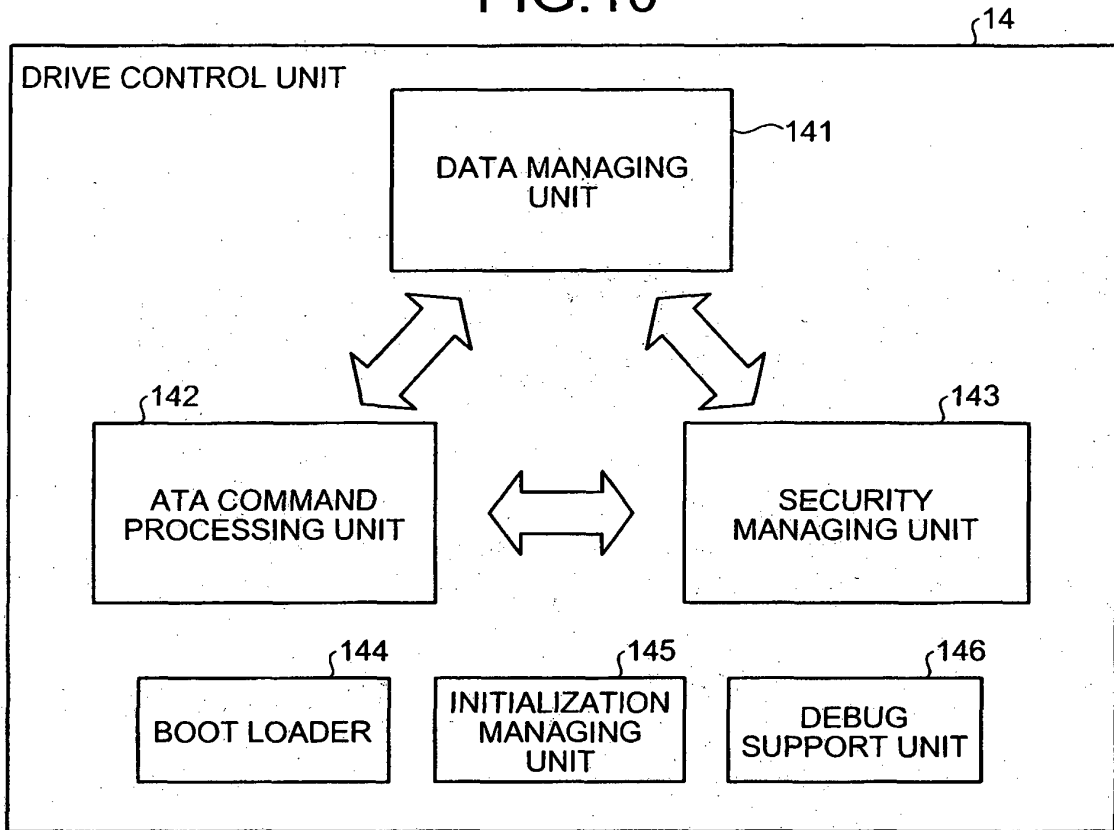 FIG.10
14
DRIVE CONTROL UNIT
141
DATA MANAGING
UNIT
142
ATA COMMAND
PROCESSING UNIT
143
SECURITY
MANAGING UNIT
144
BOOT LOADER
145
INITIALIZATION
MANAGING
UNIT
146
DEBUG
SUPPORT UNIT